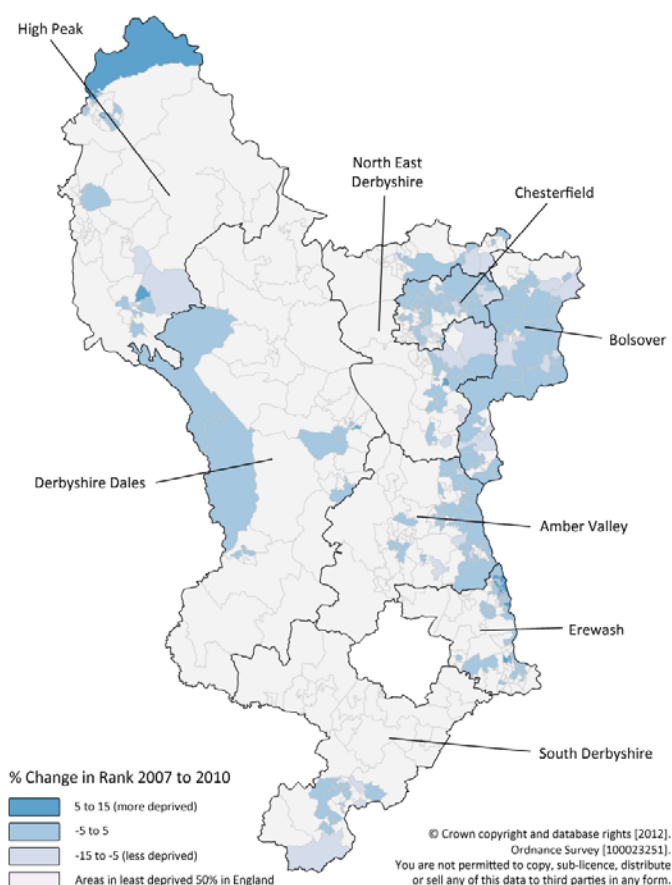 High Peak
North East
Derbyshire
Chesterfield
Bolsover
Derbyshire Dales
Amber Valley
Erewash
South Derbyshire
% Change in Rank 2007 to 2010
5 to 15 (more deprived)
-5 to 5
-15 to -5 (less deprived)
Areas in least deprived 50% in England
© Crown copyright and database rights [2012].
Ordnance Survey [100023251].
You are not permitted to copy, sub-licence, distribute
or sell any of this data to third parties in any form.